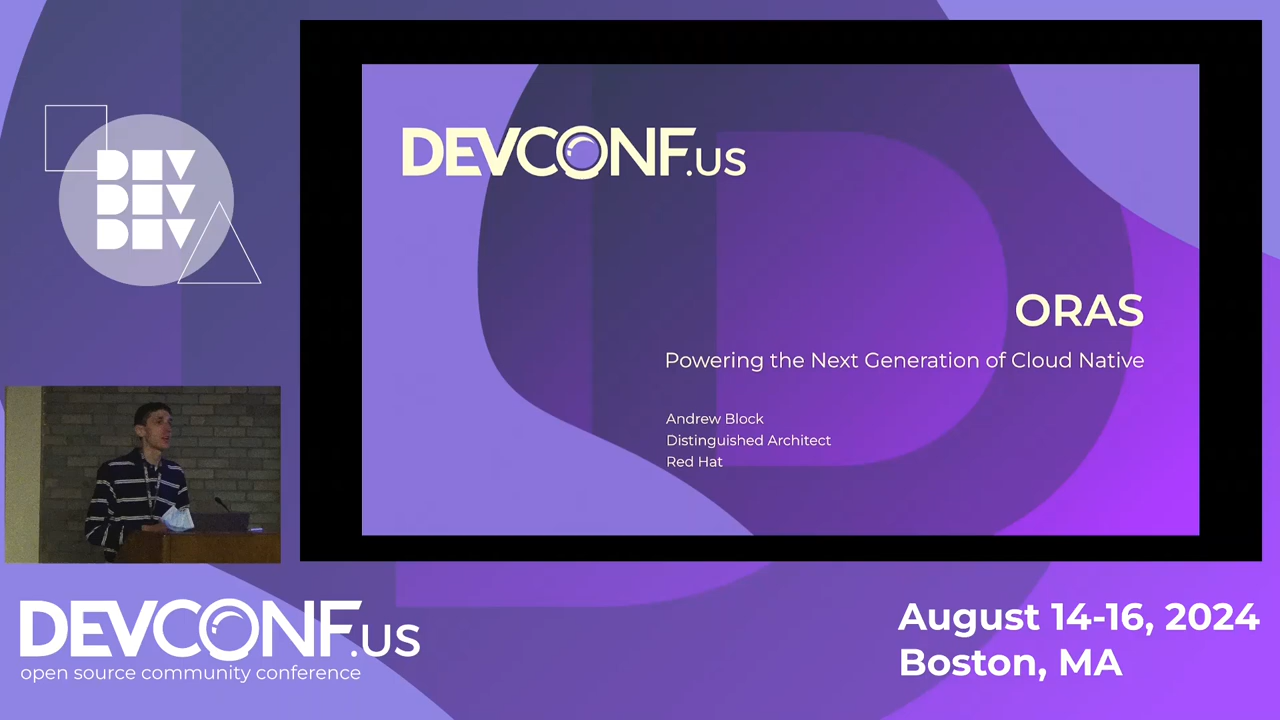 DEV
DEV
DEV
DEVCONF.US
ORAS
Powering the Next Generation of Cloud Native
Andrew Block
Distinguished Architect
Red Hat
DEVCONF.US
open source community conference
August 14-16, 2024
Boston, MA